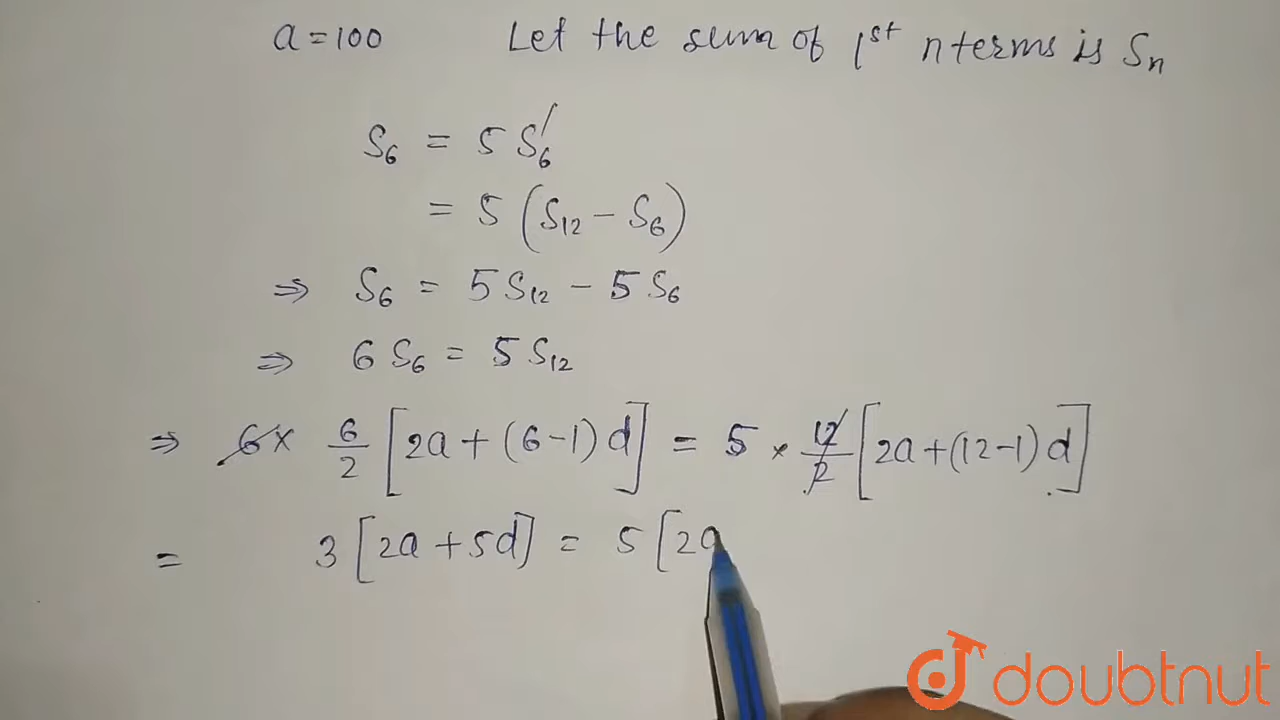 a = 100 Let the sum of 1st n terms is Sn
S6 = 5 S6′
= 5 (S12 − S6)
⇒ S6 = 5 S12 − 5 S6
⇒ 6 S6 = 5 S12
⇒ 6 × 6/2 [2a + (6−1) d] = 5 × 12/2 [2a + (12−1) d]
= 3 [2a + 5d] = 5 [2a
doubtnut